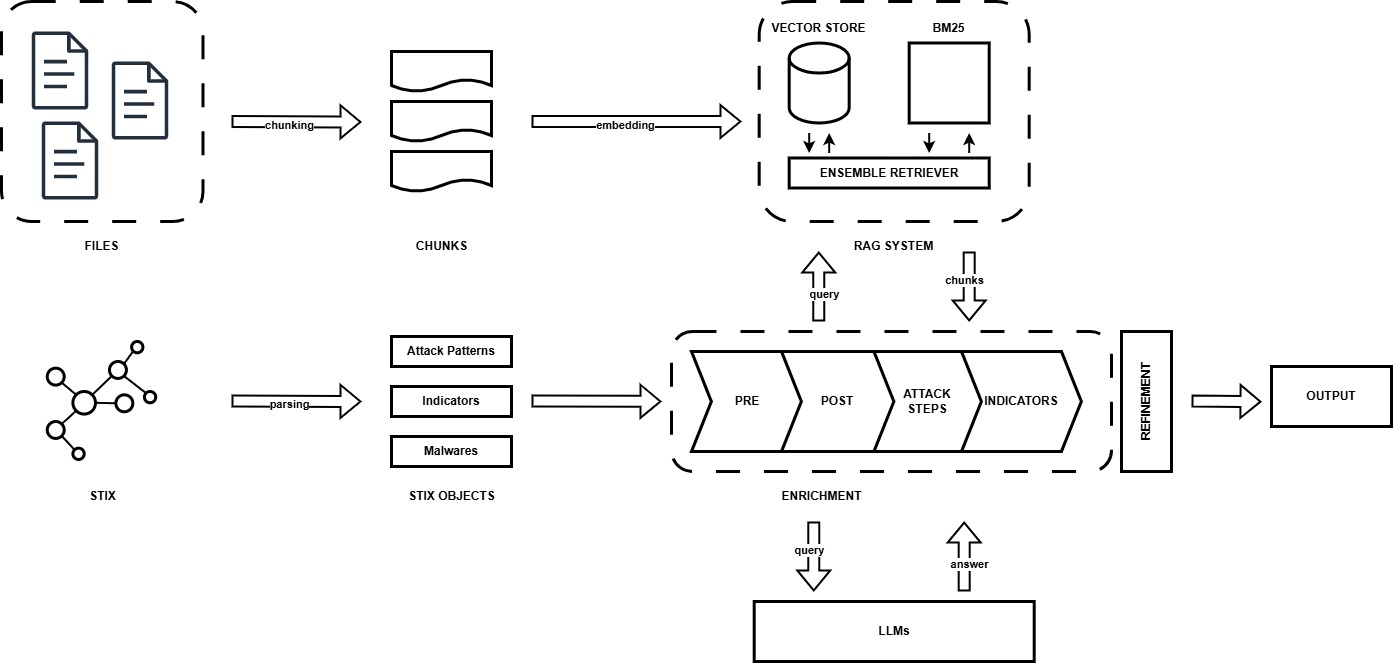 VECTOR STORE
BM25
chunking
embedding
ENSEMBLE RETRIEVER
FILES
CHUNKS
RAG SYSTEM
query
chunks
Attack Patterns
Indicators
Malwares
parsing
PRE
POST
ATTACK
STEPS
INDICATORS
REFINEMENT
OUTPUT
STIX
STIX OBJECTS
ENRICHMENT
query
answer
LLMs